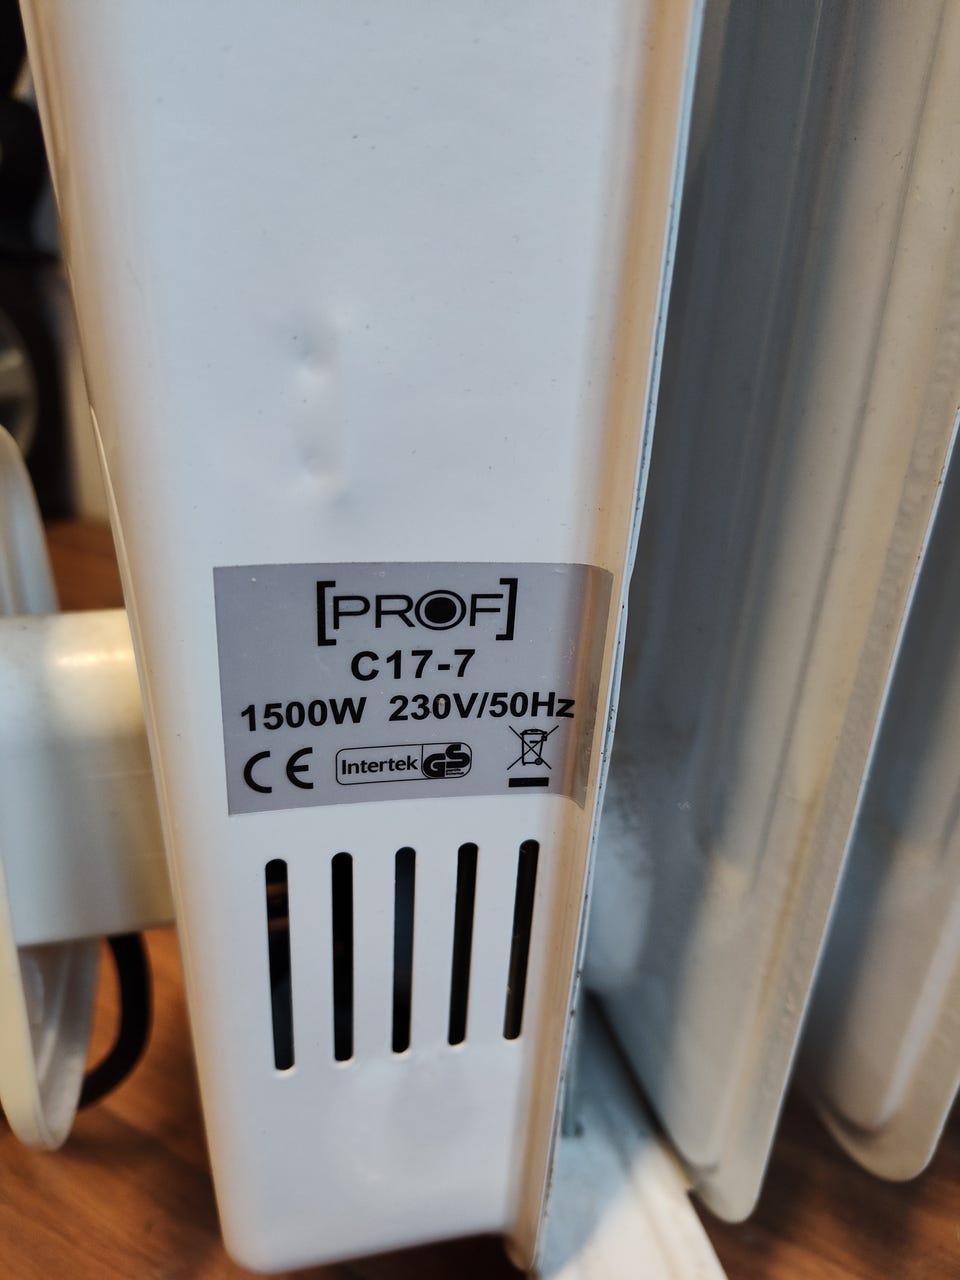 [PROF]
C17-7
1500W 230V/50Hz
CE Intertek GS